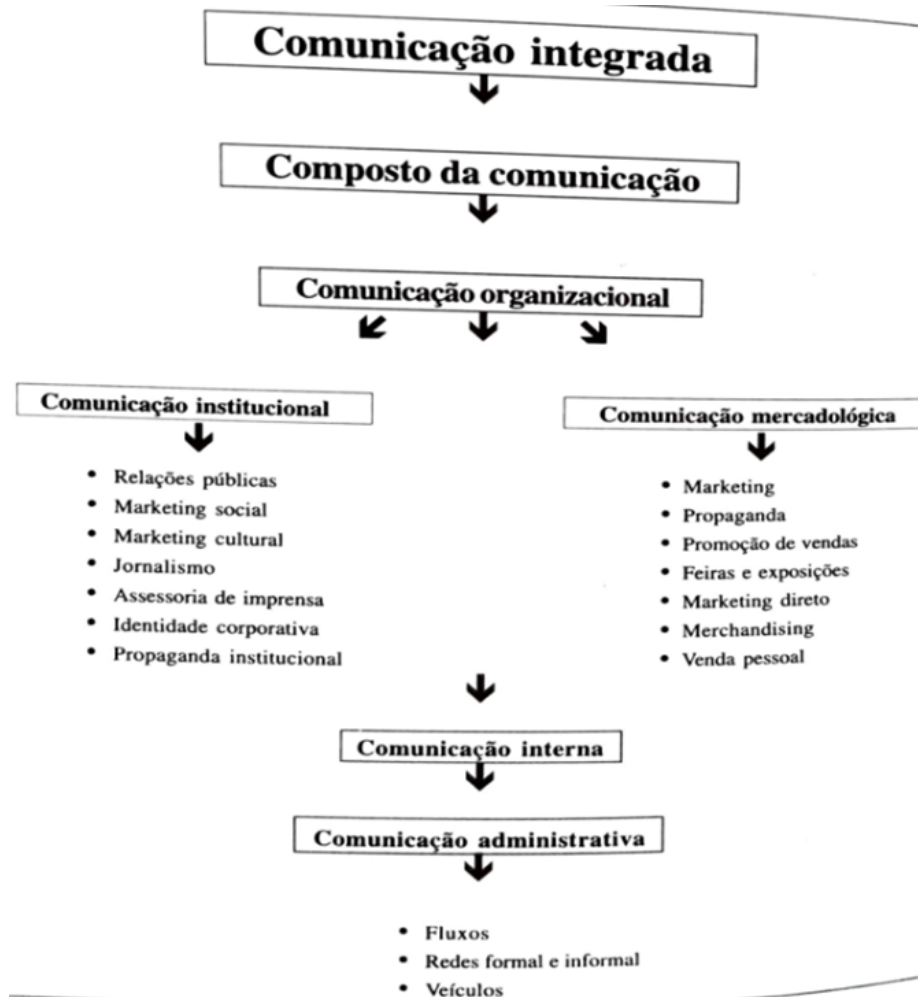 Comunicação integrada
Composto da comunicação
Comunicação organizacional
Comunicação institucional
• Relações públicas
• Marketing social
• Marketing cultural
• Jornalismo
• Assessoria de imprensa
• Identidade corporativa
• Propaganda institucional
Comunicação mercadológica
• Marketing
• Propaganda
• Promoção de vendas
• Feiras e exposições
• Marketing direto
• Merchandising
• Venda pessoal
Comunicação interna
Comunicação administrativa
• Fluxos
• Redes formal e informal
• Veículos